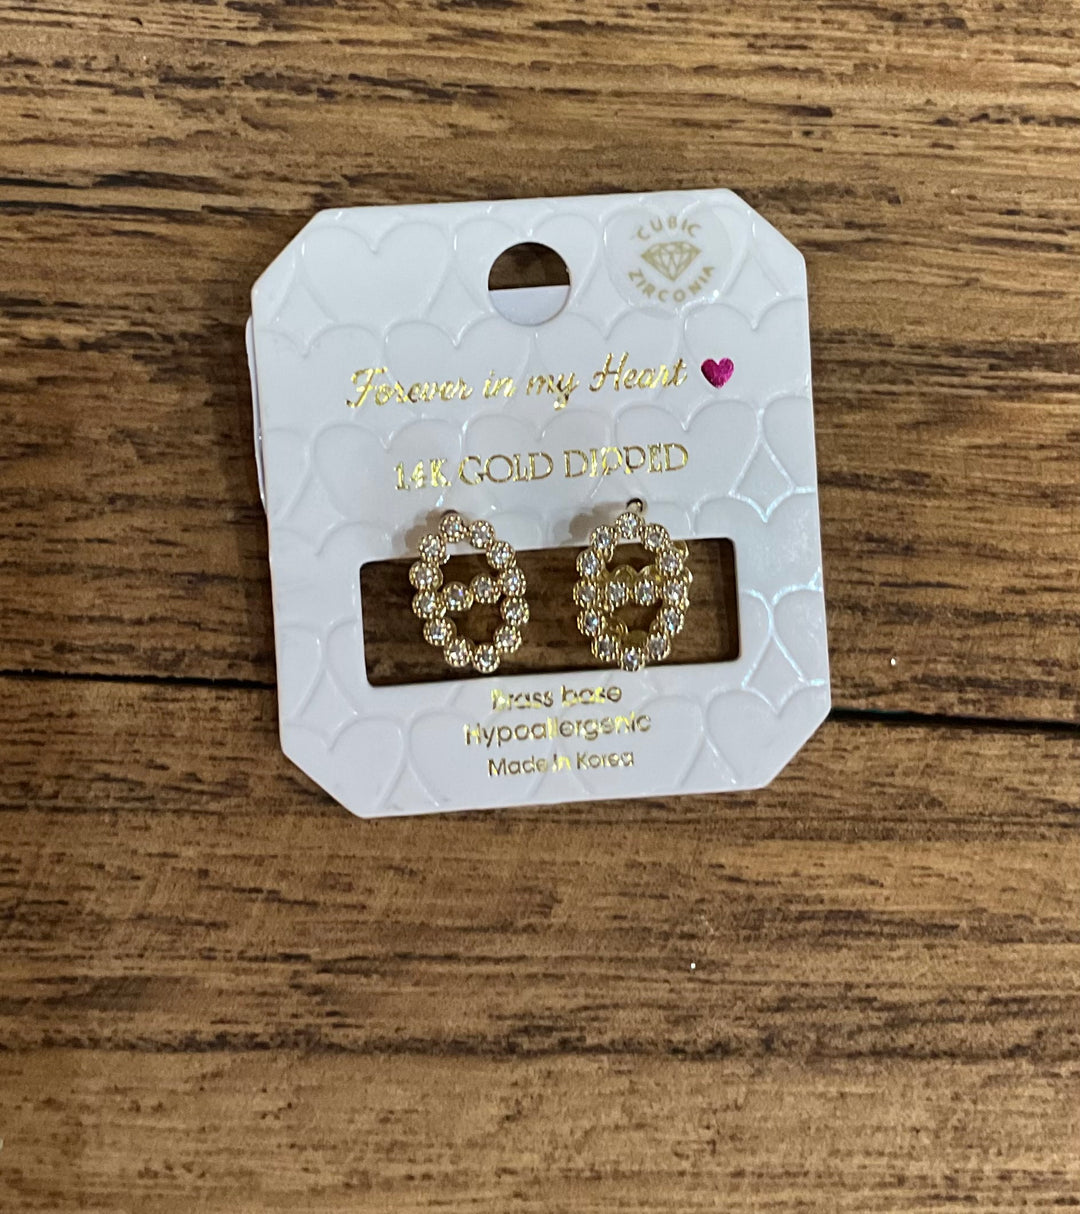 CUBIC
ZIRCONIA
Forever in my Heart
14K GOLD DIPPED
Brass base
Hypoallergenic
Made in Korea